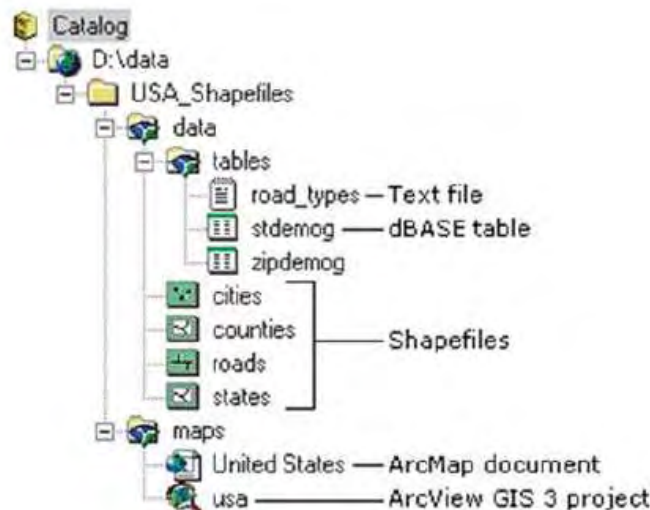 Catalog
D:\data
USA_Shapefiles
data
tables
road_types — Text file
stdemog — dBASE table
zipdemog
cities
counties
Shapefiles
roads
states
maps
United States — ArcMap document
usa — ArcView GIS 3 project